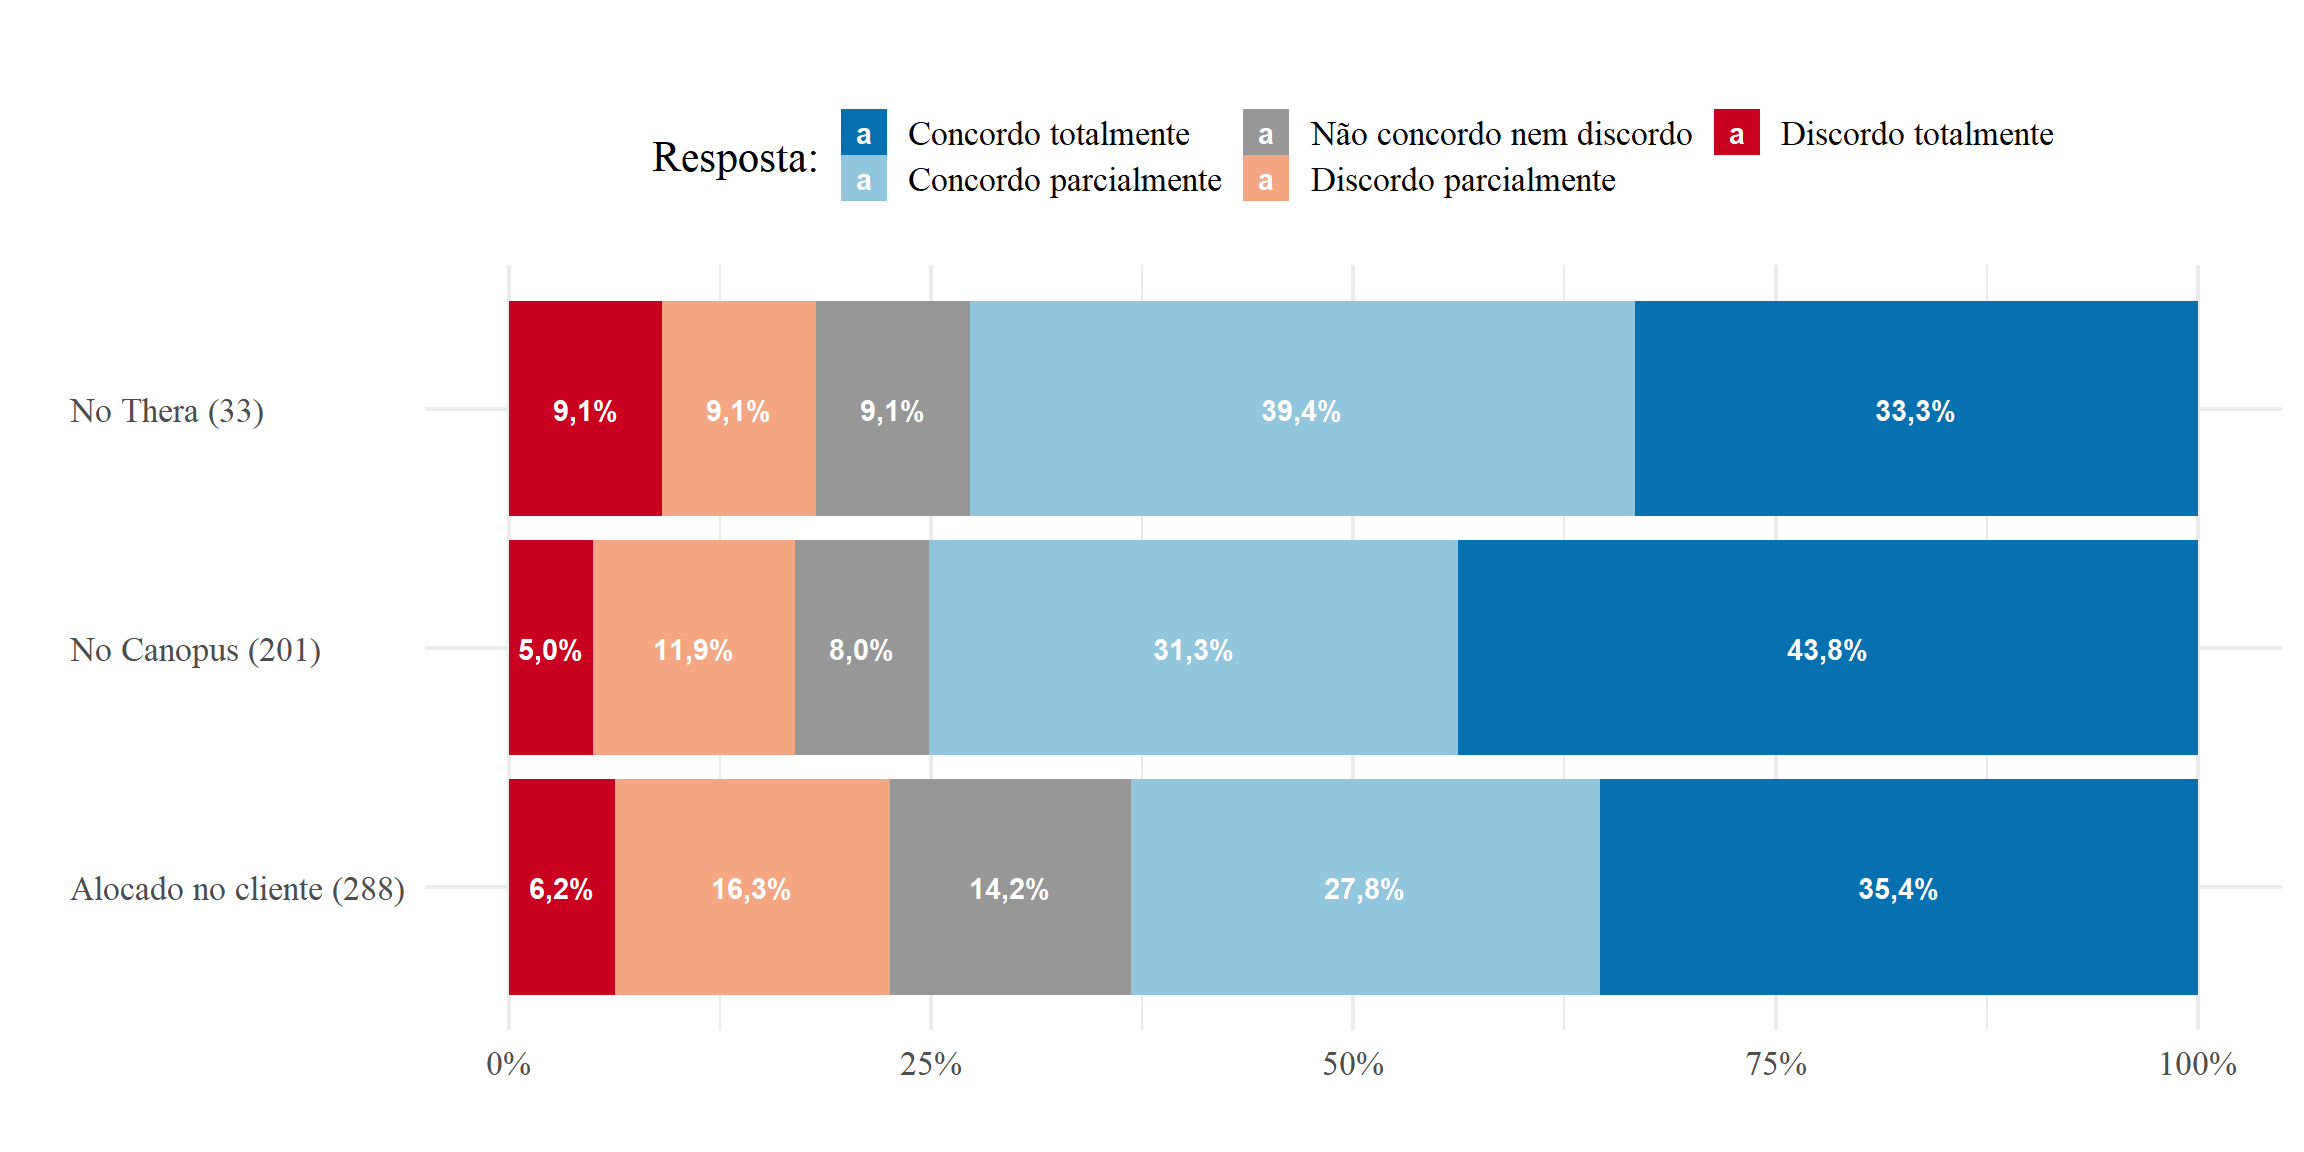 Resposta:
a Concordo totalmente
a Concordo parcialmente
a Não concordo nem discordo
a Discordo parcialmente
a Discordo totalmente
No Thera (33)
9,1% 9,1% 9,1% 39,4% 33,3%
No Canopus (201)
5,0% 11,9% 8,0% 31,3% 43,8%
Alocado no cliente (288)
6,2% 16,3% 14,2% 27,8% 35,4%
0% 25% 50% 75% 100%